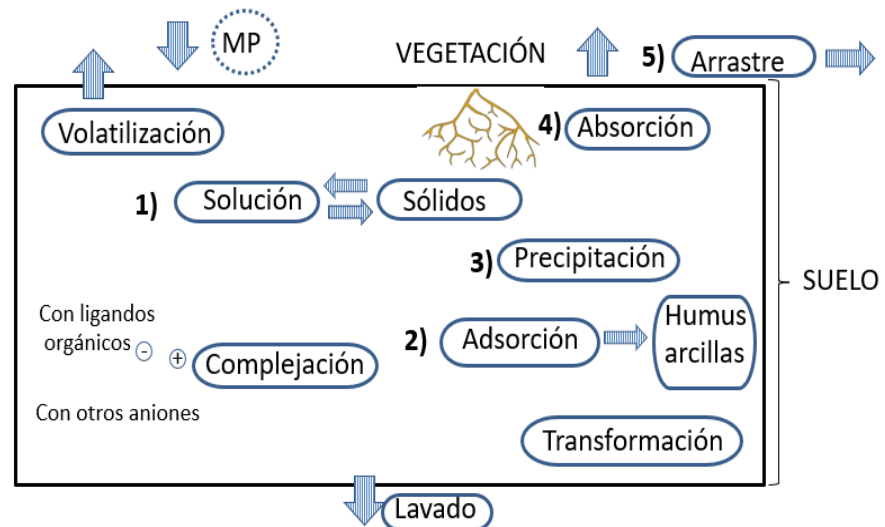 MP
VEGETACIÓN
5) Arrastre
Volatilización
4) Absorción
1) Solución
Sólidos
3) Precipitación
SUELO
Con ligandos
orgánicos - +
Complejación
2) Adsorción
Humus
arcillas
Con otros aniones
Transformación
Lavado